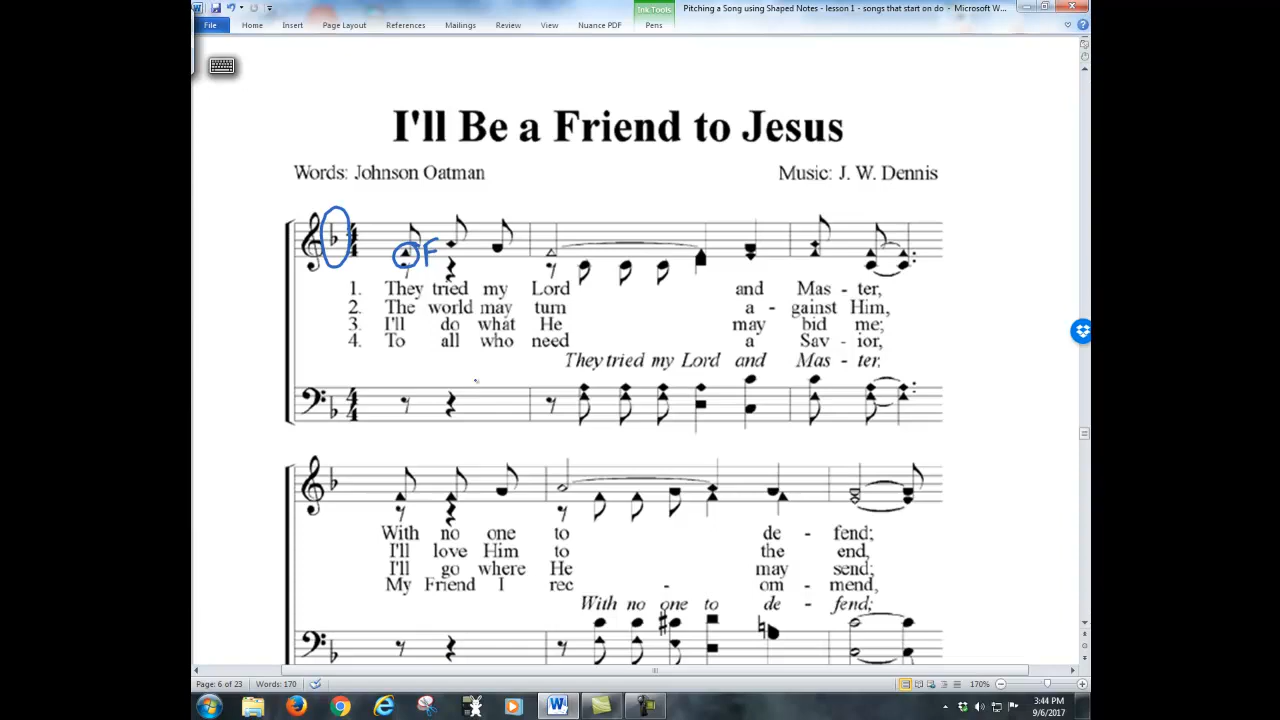 Ink Tools
Pitching a Song using Shaped Notes - lesson 1 - songs that start on do - Microsoft W...
File Home Insert Page Layout References Mailings Review View Nuance PDF Pens
I'll Be a Friend to Jesus
Words: Johnson Oatman Music: J. W. Dennis
4
4
F
1. They tried my Lord and Mas - ter,
2. The world may turn a - gainst Him,
3. I'll do what He may bid me;
4. To all who need a Sav - ior,
They tried my Lord and Mas - ter.
4
4
With no one to de - fend;
I'll love Him to the end,
I'll go where He may send;
My Friend I rec - om - mend,
With no one to de - fend;
Page: 6 of 23 Words: 170 170%
3:44 PM
9/6/2017